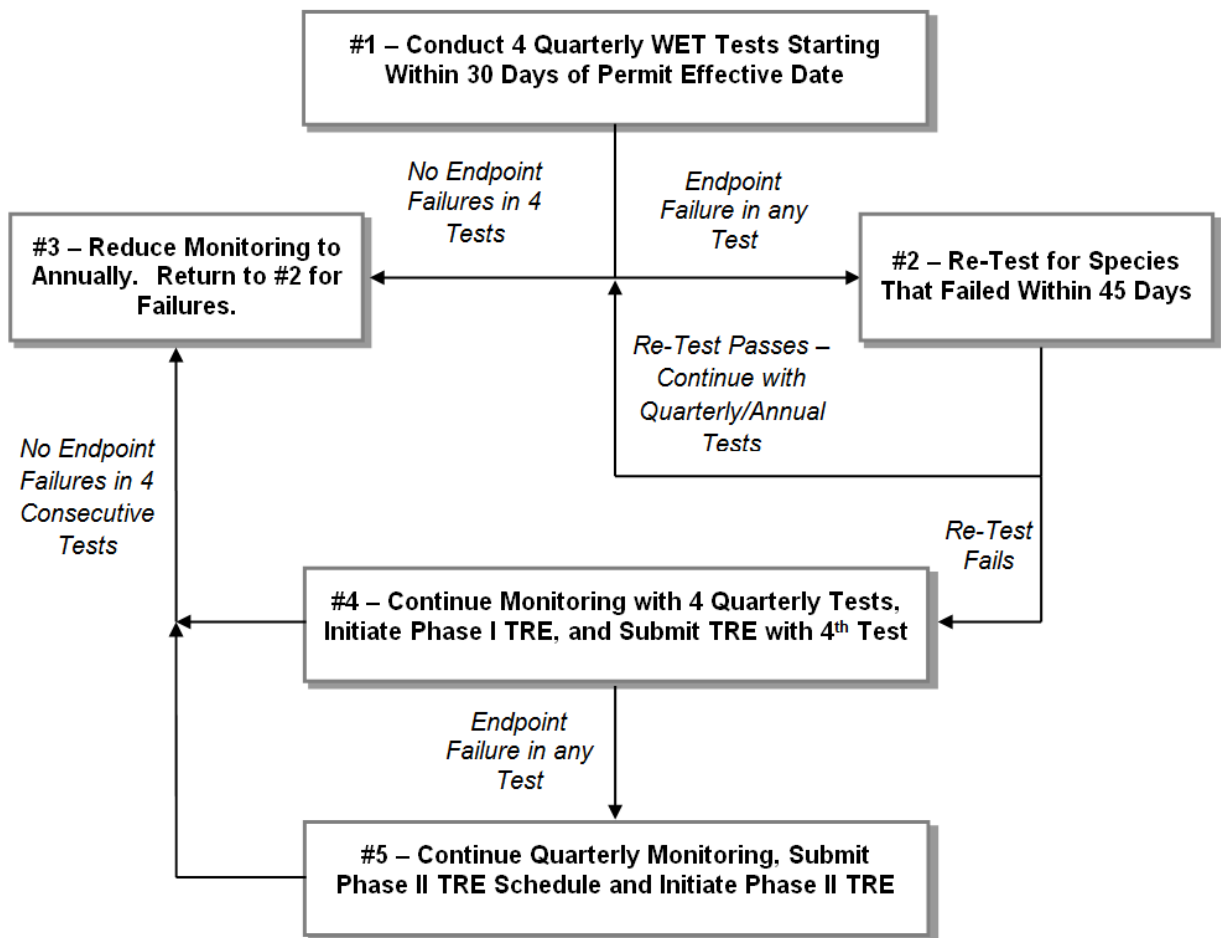 #1 – Conduct 4 Quarterly WET Tests Starting
Within 30 Days of Permit Effective Date
No Endpoint
Failures in 4
Tests
Endpoint
Failure in any
Test
#3 – Reduce Monitoring to
Annually.   Return to #2 for
Failures.
#2 – Re-Test for Species
That Failed Within 45 Days
Re-Test Passes –
Continue with
Quarterly/Annual
Tests
No Endpoint
Failures in 4
Consecutive
Tests
Re-Test
Fails
#4 – Continue Monitoring with 4 Quarterly Tests,
Initiate Phase I TRE, and Submit TRE with 4th Test
Endpoint
Failure in any
Test
#5 – Continue Quarterly Monitoring, Submit
Phase II TRE Schedule and Initiate Phase II TRE